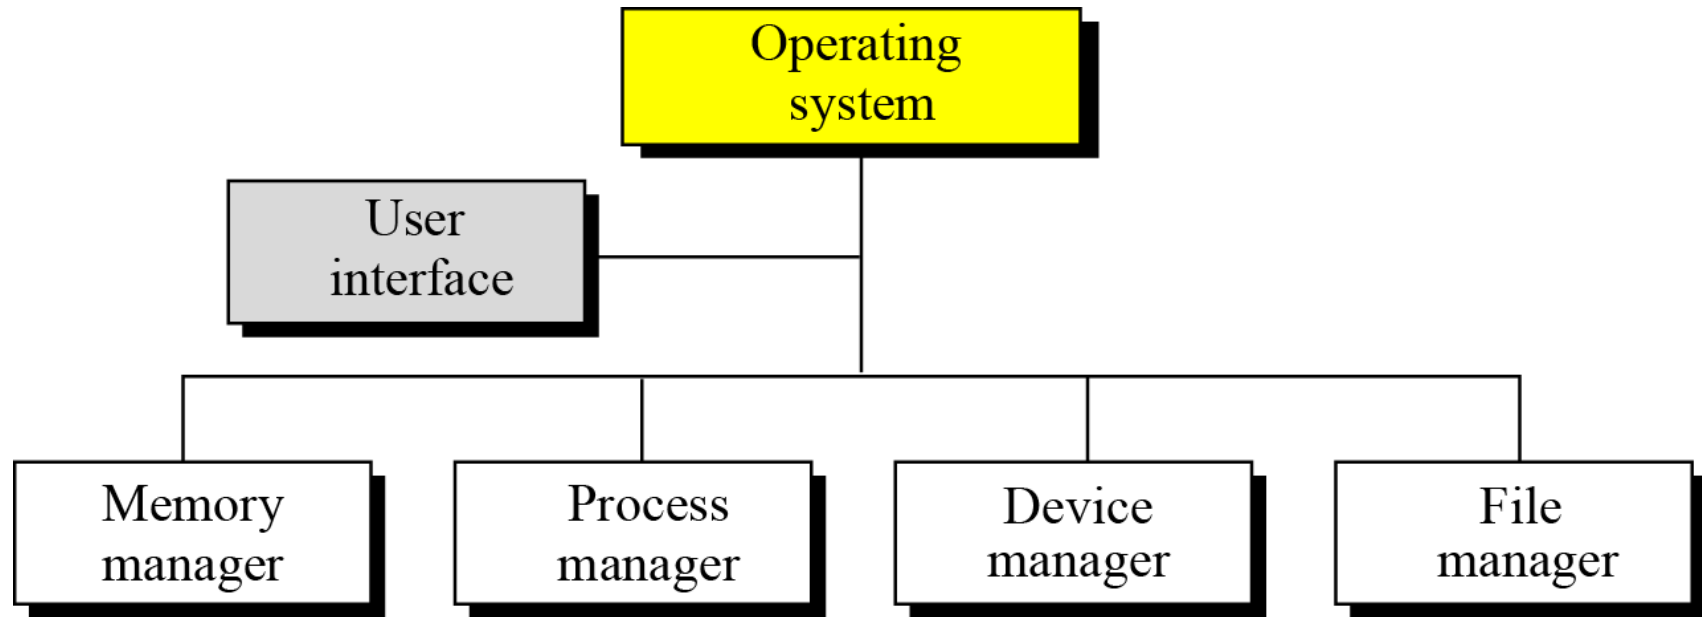 Operating
system
User
interface
Memory
manager
Process
manager
Device
manager
File
manager